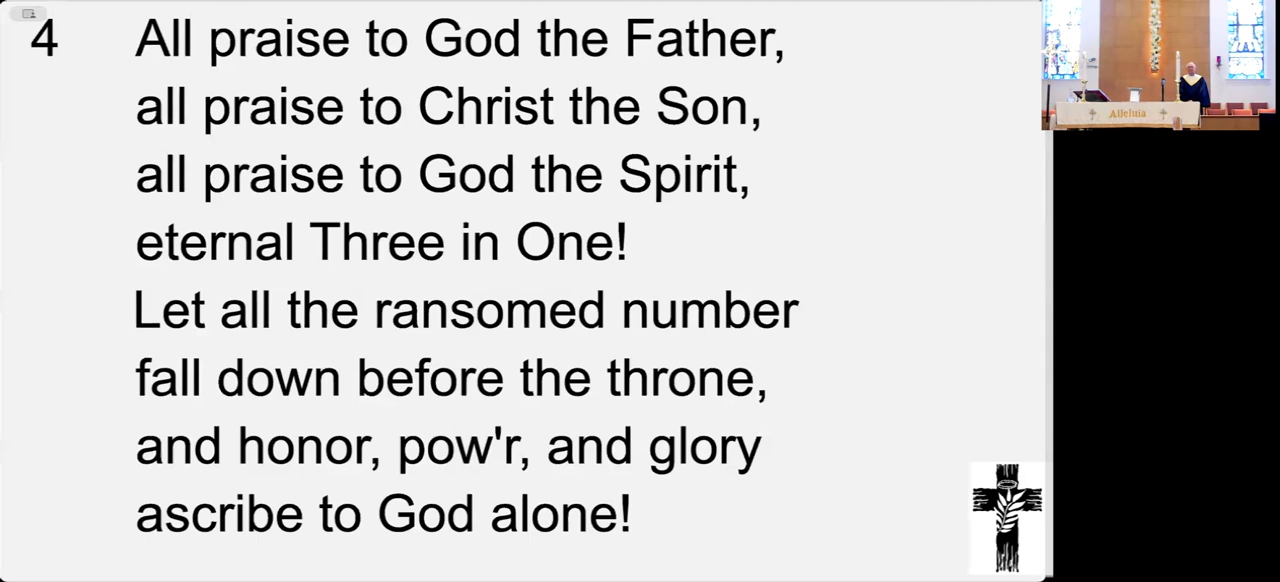 4 All praise to God the Father,
all praise to Christ the Son,
all praise to God the Spirit,
eternal Three in One!
Let all the ransomed number
fall down before the throne,
and honor, pow'r, and glory
ascribe to God alone!
Alleluia